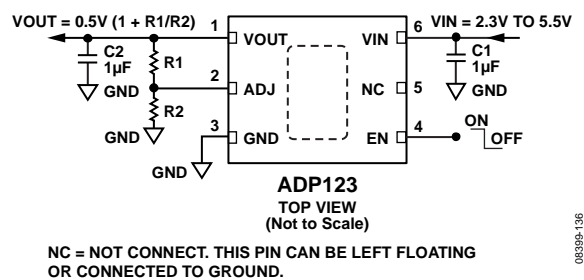 VOUT = 0.5V (1 + R1/R2)
VIN = 2.3V TO 5.5V
1
VOUT
VIN
6
C2
1µF
R1
C1
1µF
GND
2
ADJ
NC
5
GND
R2
GND
3
GND
EN
4
ON
OFF
GND
ADP123
TOP VIEW
(Not to Scale)
NC = NOT CONNECT. THIS PIN CAN BE LEFT FLOATING
OR CONNECTED TO GROUND.
08399-136